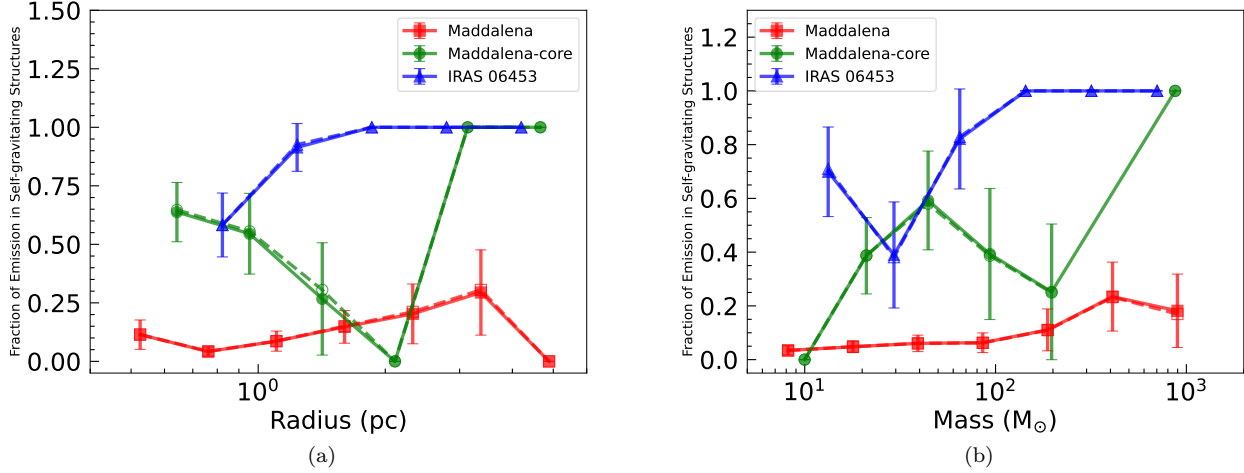 Fraction of Emission in Self-gravitating Structures
1.50
1.25
1.00
0.75
0.50
0.25
0.00
Maddalena
Maddalena-core
IRAS 06453
10⁰
Radius (pc)
(a)
Fraction of Emission in Self-gravitating Structures
1.2
1.0
0.8
0.6
0.4
0.2
0.0
Maddalena
Maddalena-core
IRAS 06453
10¹
10²
10³
Mass (M⊙)
(b)